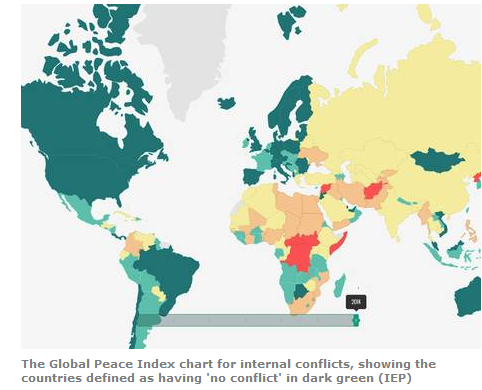 2014
The Global Peace Index chart for internal conflicts, showing the
countries defined as having 'no conflict' in dark green (IEP)